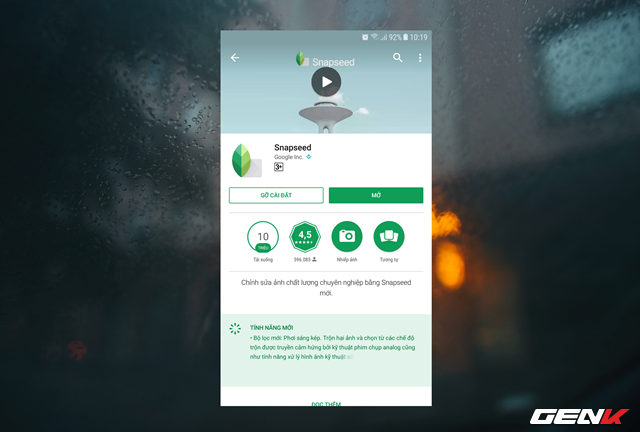 92% 10:19
Snapseed
Snapseed
Google Inc.
3+
GỠ CÀI ĐẶT
MỞ
10
TRIỆU
4,5
Tải xuống
596.085
Nhiếp ảnh
Tương tự
Chỉnh sửa ảnh chất lượng chuyên nghiệp bằng Snapseed
mới.
TÍNH NĂNG MỚI
• Bộ lọc mới: Phơi sáng kép. Trộn hai ảnh và chọn từ các chế độ
trộn được truyền cảm hứng bởi kỹ thuật phim chụp analog cũng
như tính năng xử lý hình ảnh kỹ thuật số
ĐỌC THÊM
GENK